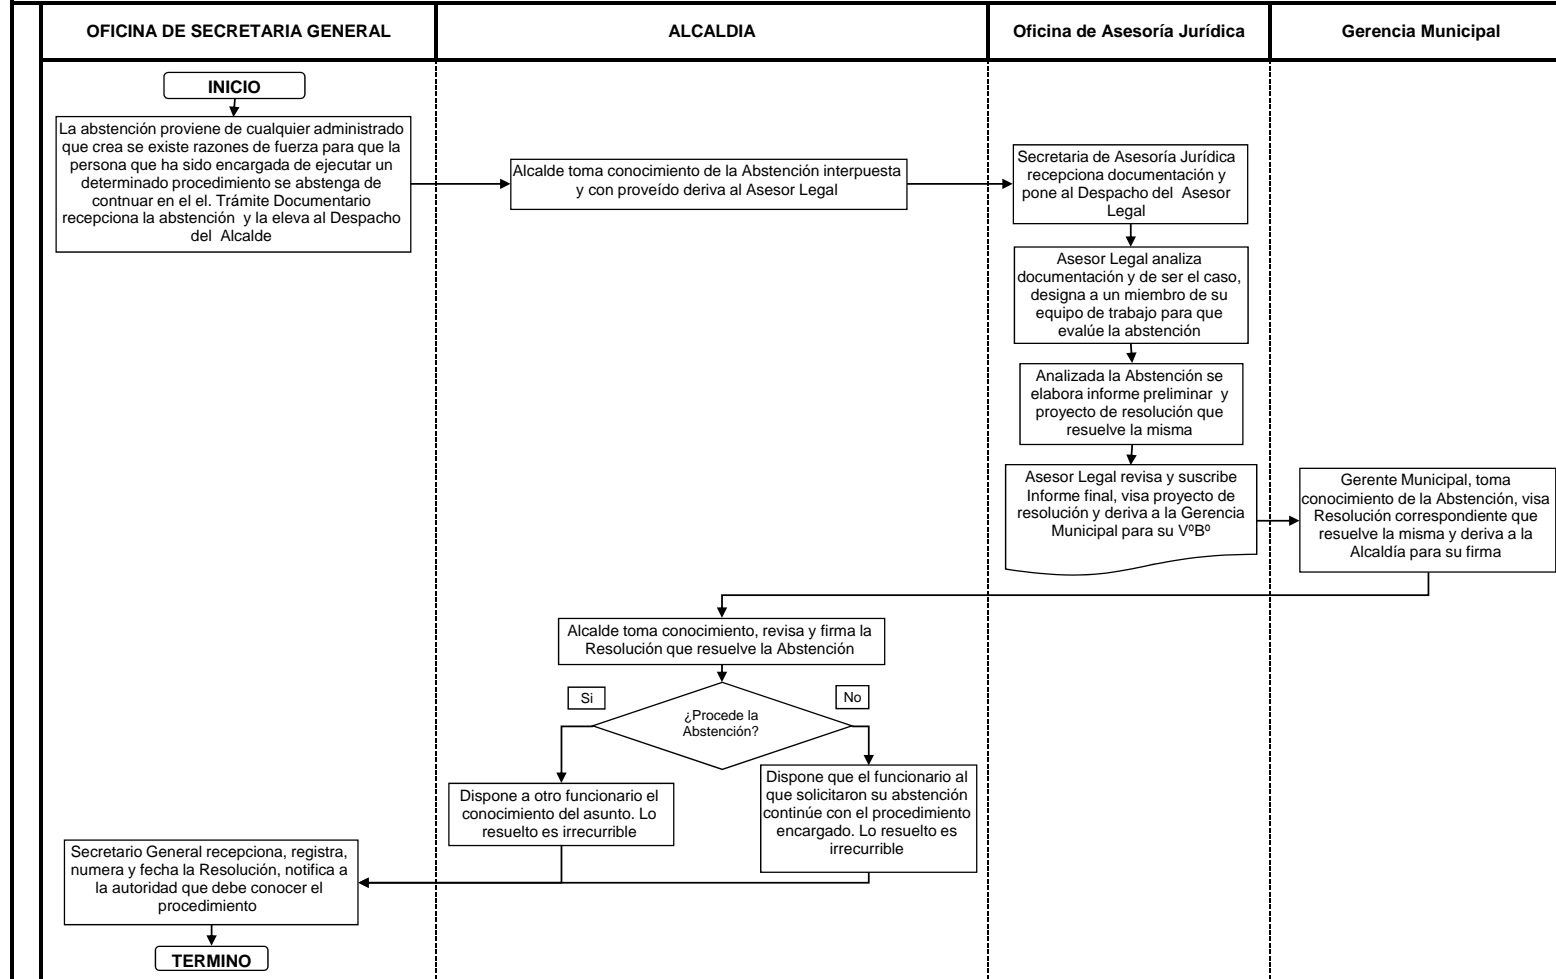 OFICINA DE SECRETARIA GENERAL
ALCALDIA
Oficina de Asesoría Jurídica
Gerencia Municipal
INICIO
La abstención proviene de cualquier administrado
que crea se existe razones de fuerza para que la
persona que ha sido encargada de ejecutar un
determinado procedimiento se abstenga de
contnuar en el el. Trámite Documentario
recepciona la abstención y la eleva al Despacho
del Alcalde
Alcalde toma conocimiento de la Abstención interpuesta
y con proveído deriva al Asesor Legal
Secretaria de Asesoría Jurídica
recepciona documentación y
pone al Despacho del Asesor
Legal
Asesor Legal analiza
documentación y de ser el caso,
designa a un miembro de su
equipo de trabajo para que
evalúe la abstención
Analizada la Abstención se
elabora informe preliminar y
proyecto de resolución que
resuelve la misma
Asesor Legal revisa y suscribe
Informe final, visa proyecto de
resolución y deriva a la Gerencia
Municipal para su VºBº
Gerente Municipal, toma
conocimiento de la Abstención, visa
Resolución correspondiente que
resuelve la misma y deriva a la
Alcaldía para su firma
Alcalde toma conocimiento, revisa y firma la
Resolución que resuelve la Abstención
Si
No
¿Procede la
Abstención?
Dispone a otro funcionario el
conocimiento del asunto. Lo
resuelto es irrecurrible
Dispone que el funcionario al
que solicitaron su abstención
continúe con el procedimiento
encargado. Lo resuelto es
irrecurrible
Secretario General recepciona, registra,
numera y fecha la Resolución, notifica a
la autoridad que debe conocer el
procedimiento
TERMINO